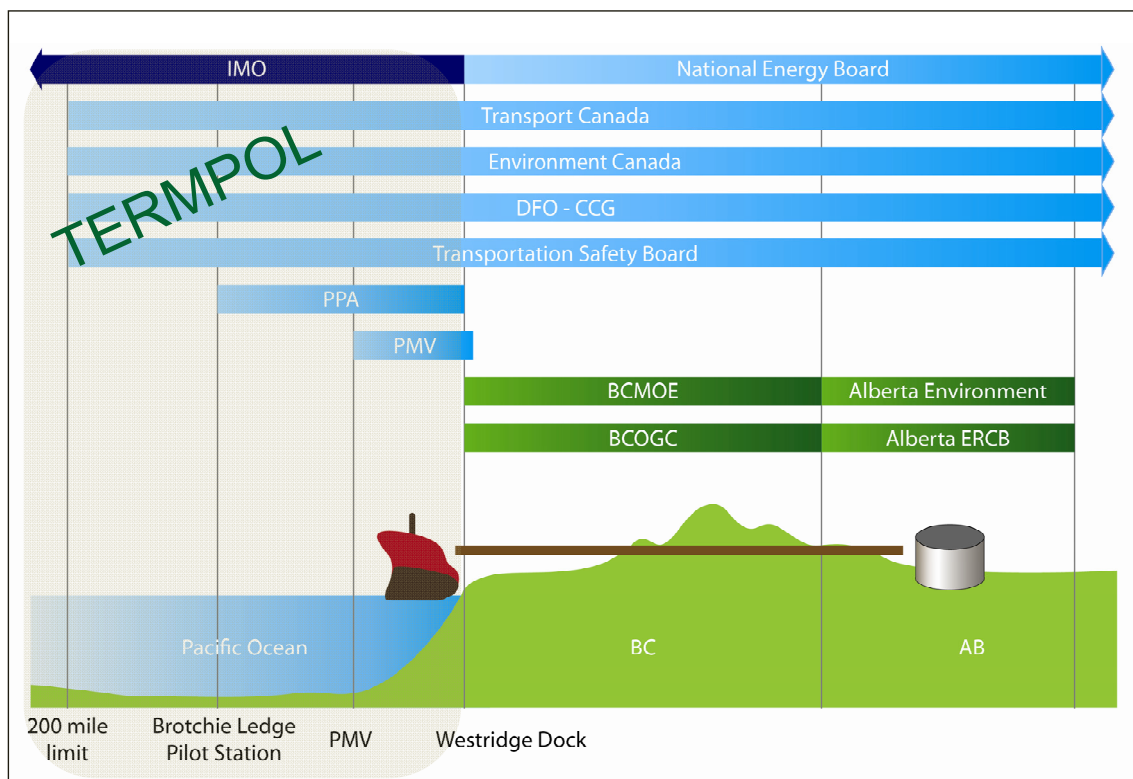 IMO
National Energy Board
Transport Canada
Environment Canada
TERMPOL
DFO - CCG
Transportation Safety Board
PPA
PMV
BCMOE
Alberta Environment
BCOGC
Alberta ERCB
Pacific Ocean
BC
AB
200 mile
limit
Brotchie Ledge
Pilot Station
PMV
Westridge Dock